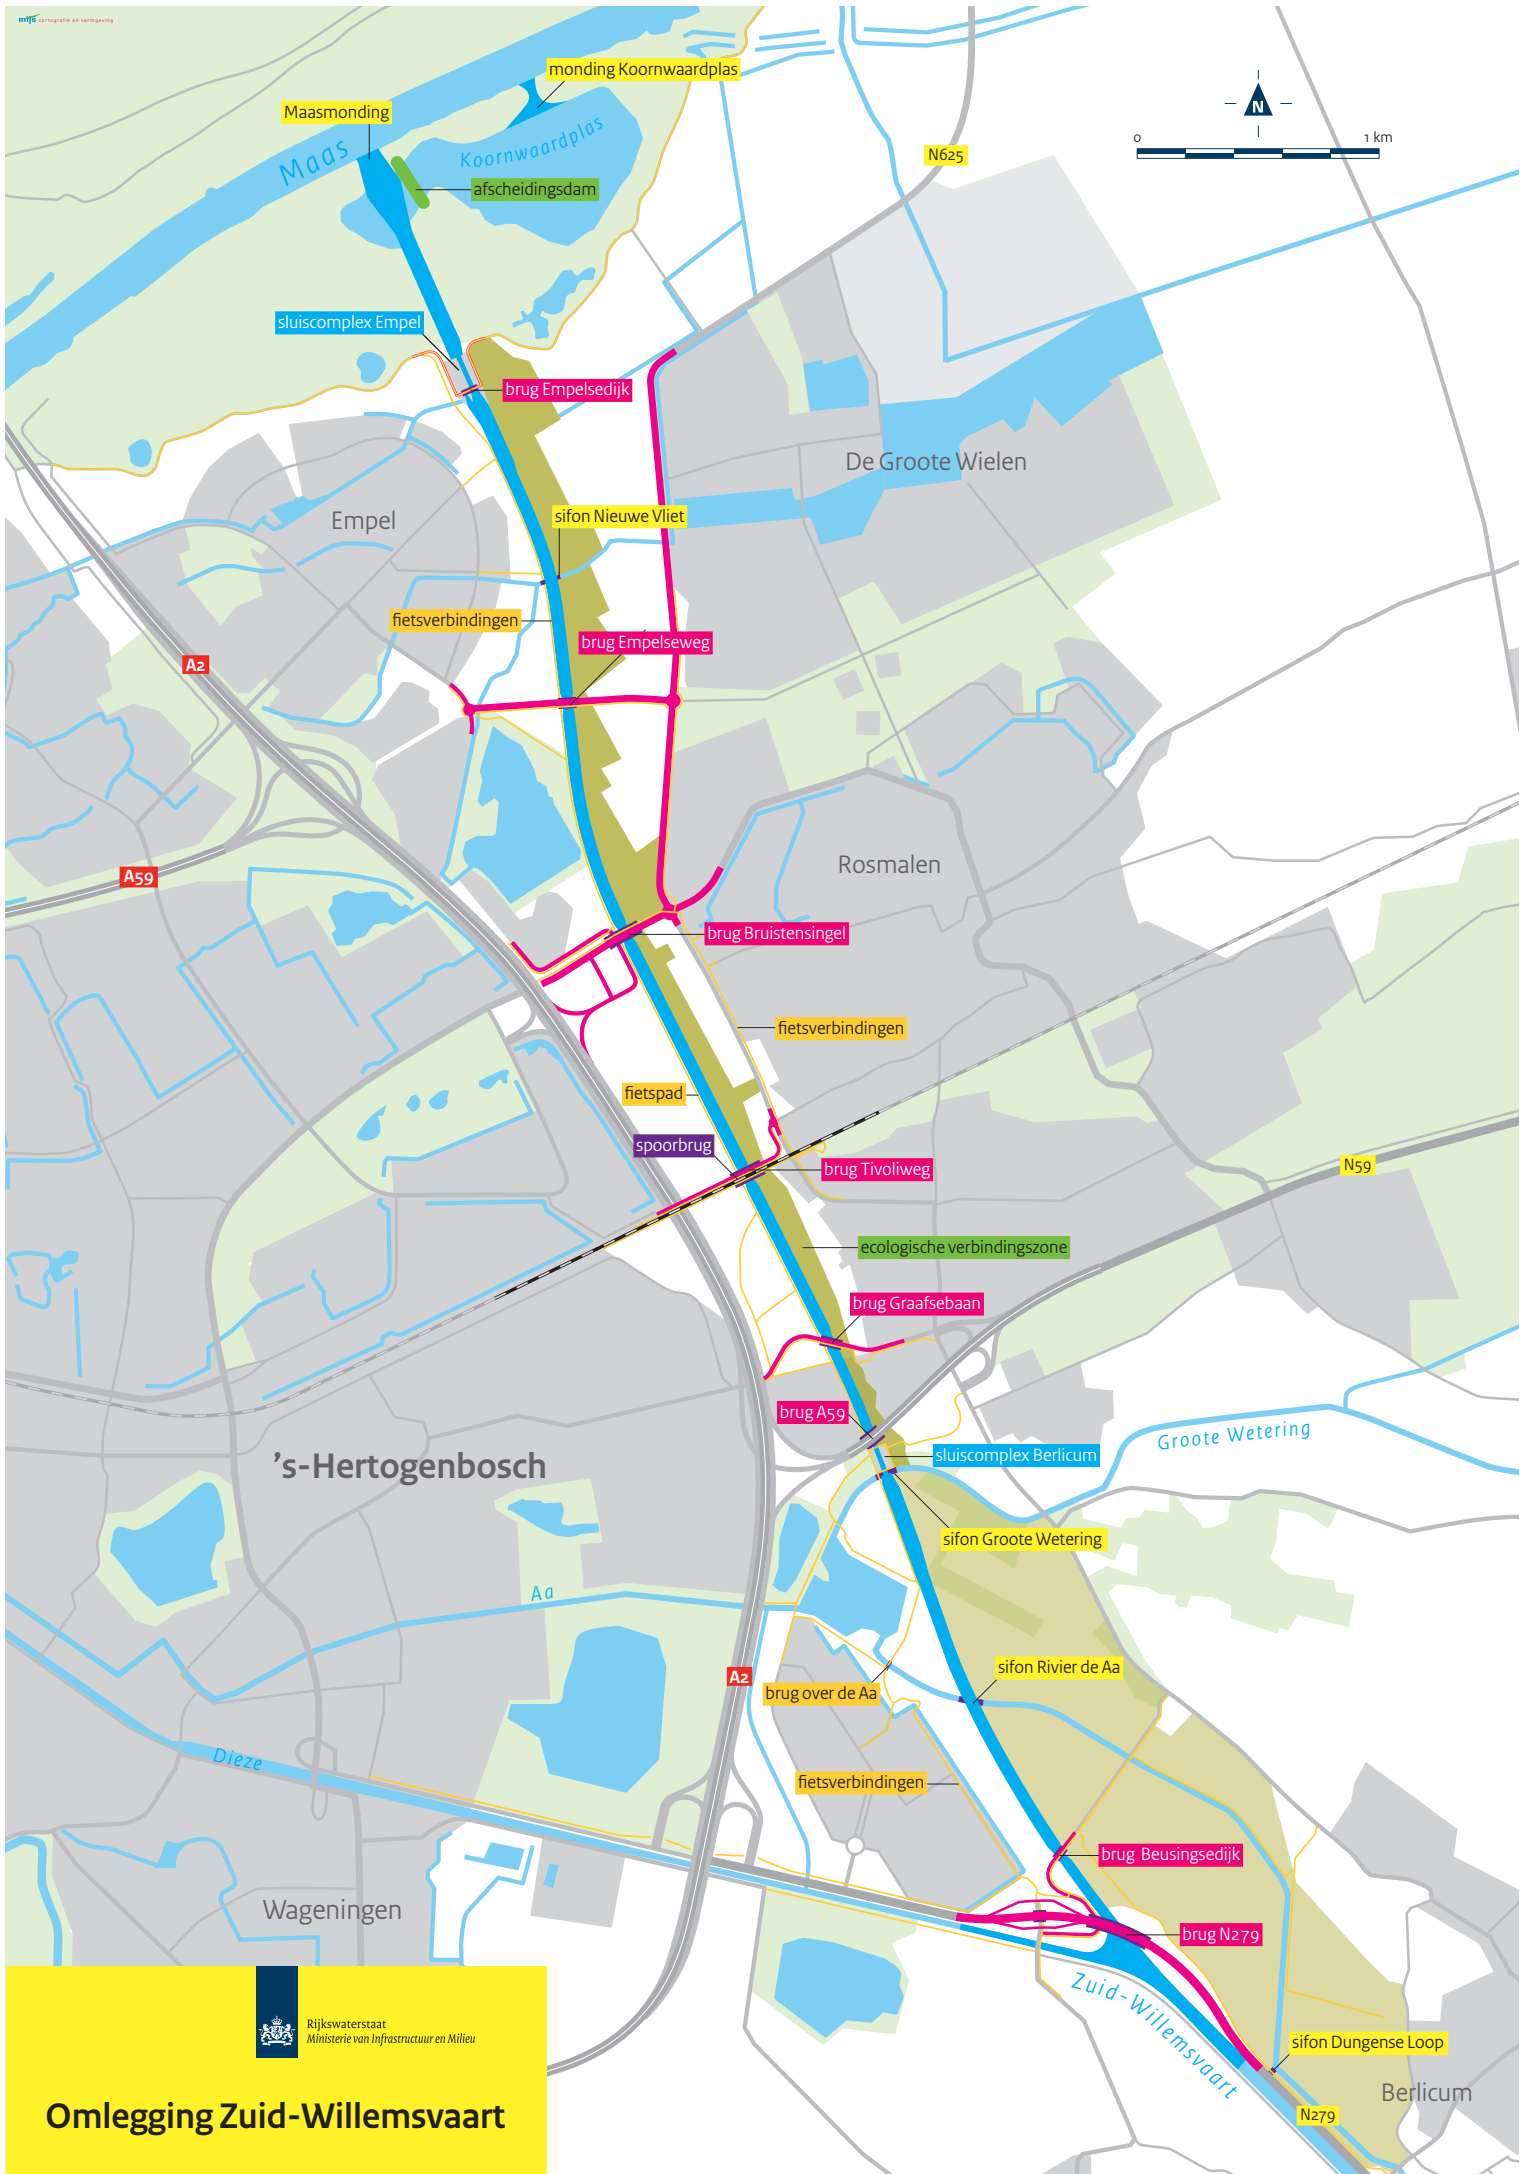 mijs cartografie en vormgeving
monding Koornwaardplas
Maasmonding
N
0 1 km
Maas
Koornwaardplas
N625
afscheidingsdam
sluiscomplex Empel
brug Empelsedijk
De Groote Wielen
Empel
sifon Nieuwe Vliet
fietsverbindingen
brug Empelseweg
A2
A59
Rosmalen
brug Bruistensingel
fietsverbindingen
fietspad
spoorbrug
brug Tivoliweg
N59
ecologische verbindingszone
brug Graafsebaan
brug A59
Groote Wetering
sluiscomplex Berlicum
's-Hertogenbosch
sifon Groote Wetering
Aa
sifon Rivier de Aa
A2
brug over de Aa
Dieze
fietsverbindingen
brug Beusingsedijk
Wageningen
brug N279
Zuid-Willemsvaart
Rijkswaterstaat
Ministerie van Infrastructuur en Milieu
sifon Dungense Loop
Berlicum
N279
Omlegging Zuid-Willemsvaart